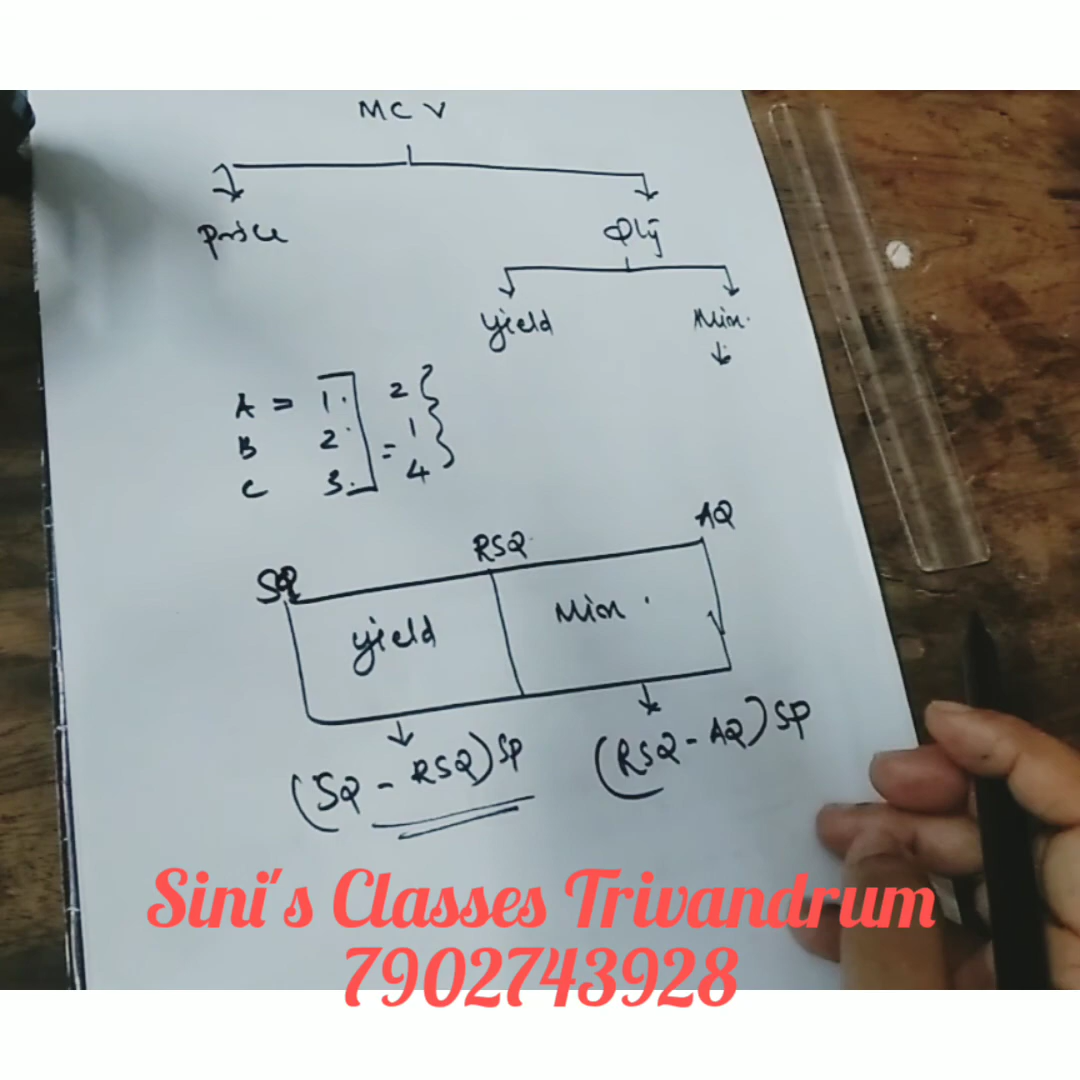 MCV
Price
Qty
Yield
Mix.
A = 1. 2
B 2. = 1
C 3. 4
SQ RSQ. AQ
Yield
Mix.
(SQ - RSQ) SP
(RSQ - AQ) SP
Sini's Classes Trivandrum
7902743928